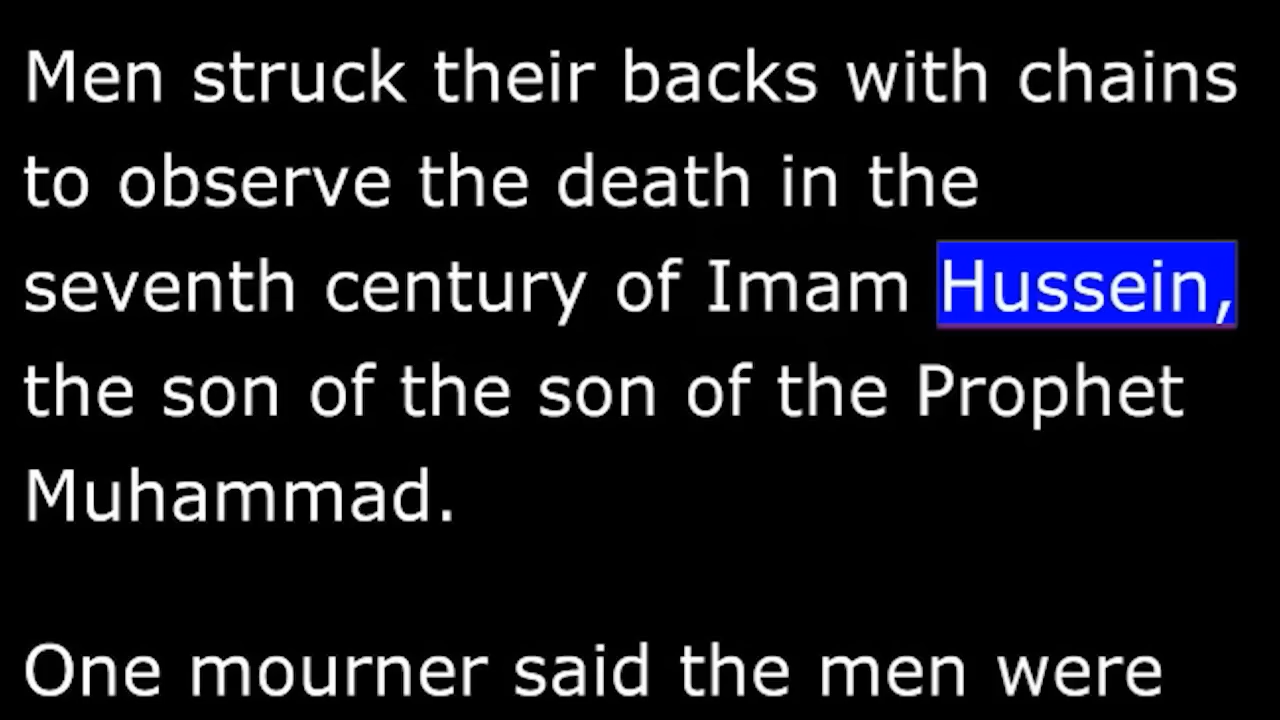 Men struck their backs with chains
to observe the death in the
seventh century of Imam Hussein,
the son of the son of the Prophet
Muhammad.
One mourner said the men were